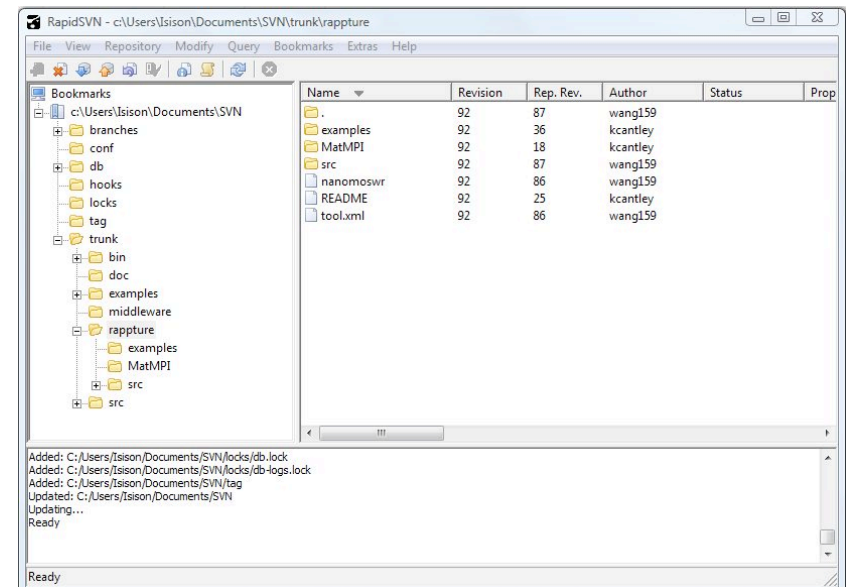 RapidSVN - c:\Users\Isison\Documents\SVN\trunk\rappture
File View Repository Modify Query Bookmarks Extras Help
Bookmarks
c:\Users\Isison\Documents\SVN
branches
conf
db
hooks
locks
tag
trunk
bin
doc
examples
middleware
rappture
examples
MatMPI
src
src
Name Revision Rep. Rev. Author Status Prop
. 92 87 wang159
examples 92 36 kcantley
MatMPI 92 18 kcantley
src 92 87 wang159
nanomoswr 92 86 wang159
README 92 25 kcantley
tool.xml 92 86 wang159
Added: C:/Users/Isison/Documents/SVN/locks/db.lock
Added: C:/Users/Isison/Documents/SVN/locks/db-logs.lock
Added: C:/Users/Isison/Documents/SVN/tag
Updated: C:/Users/Isison/Documents/SVN
Updating...
Ready
Ready